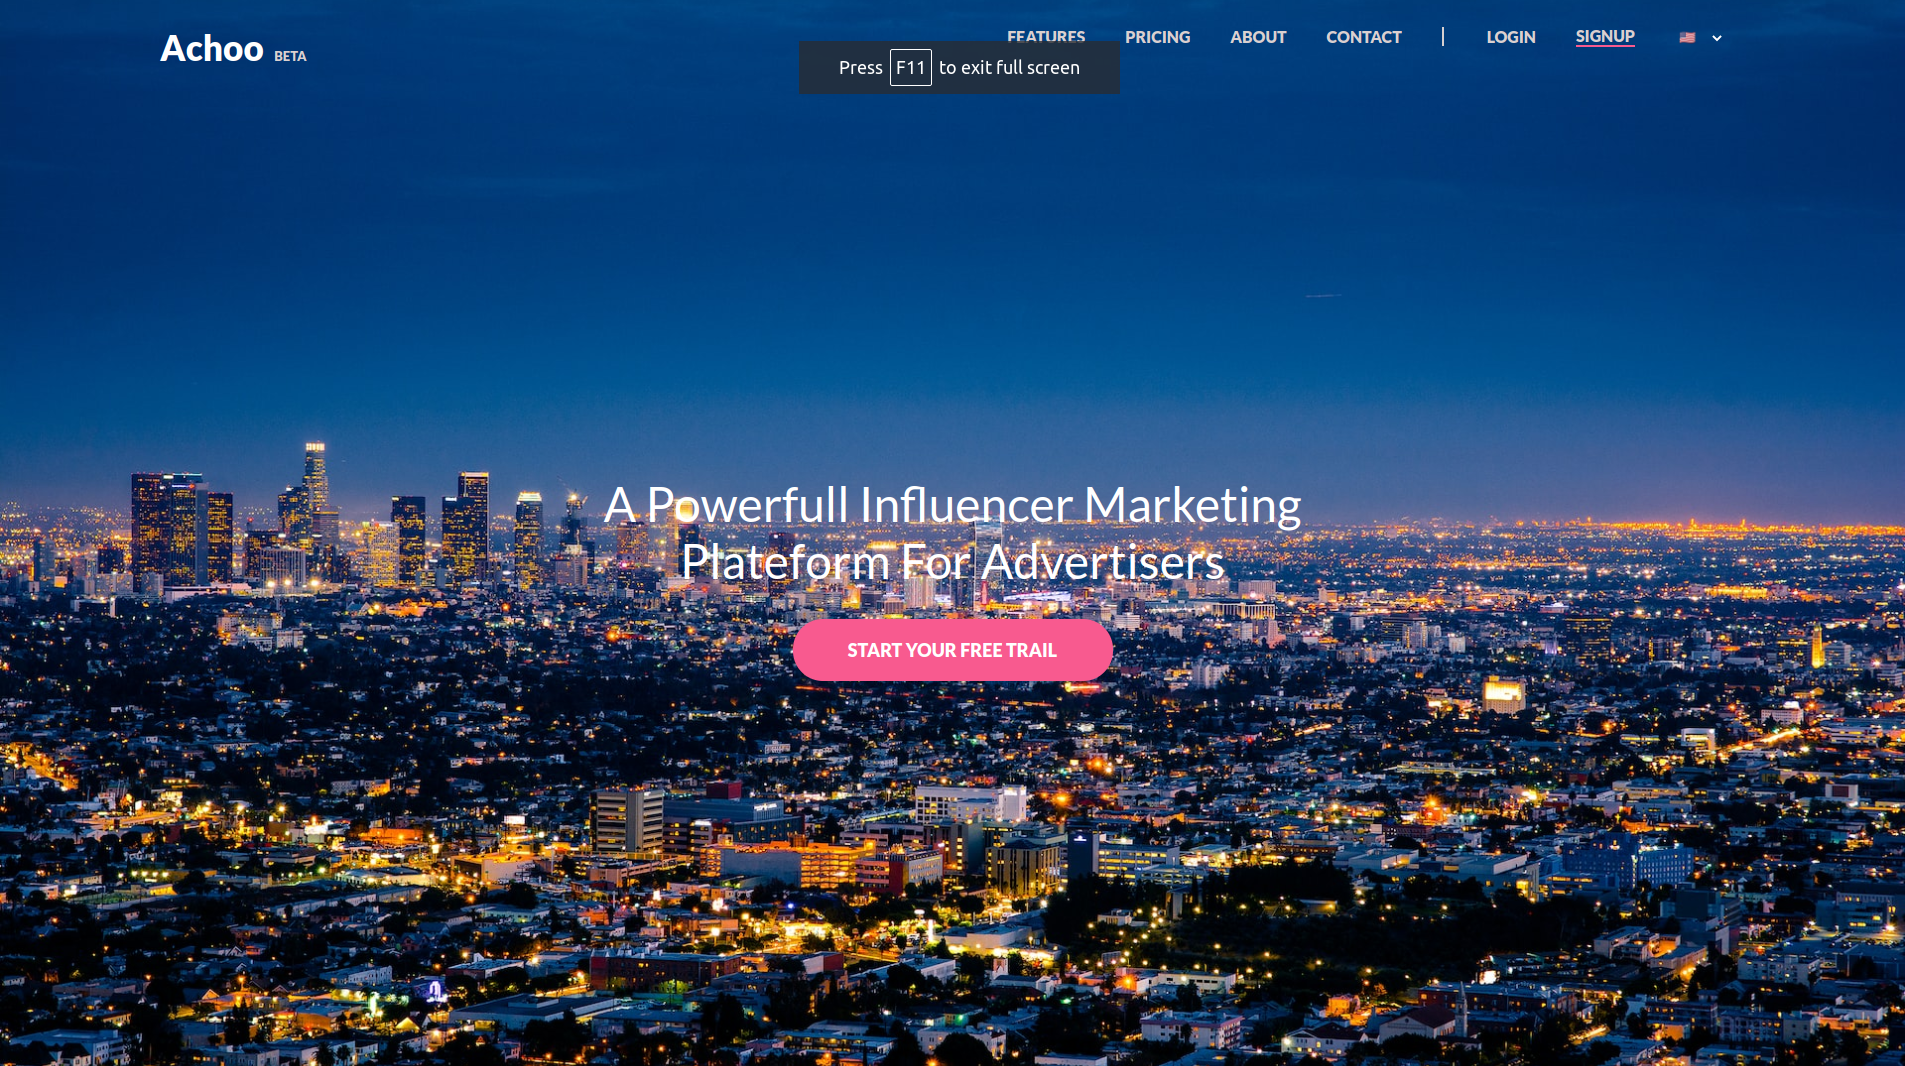 Achoo BETA
FEATURES PRICING ABOUT CONTACT LOGIN SIGNUP
Press F11 to exit full screen
A Powerfull Influencer Marketing
Plateform For Advertisers
START YOUR FREE TRAIL